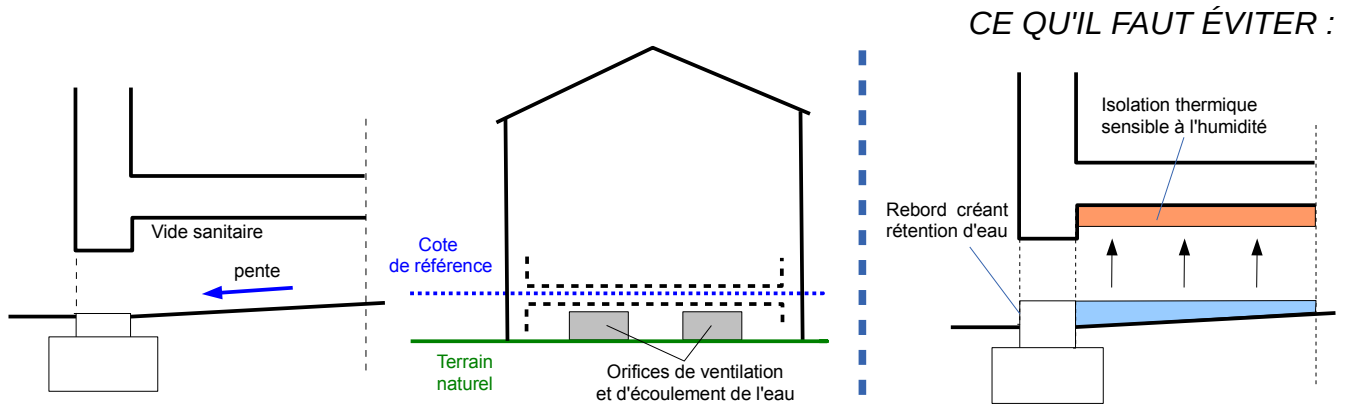 CE QU'IL FAUT ÉVITER :
Vide sanitaire
pente
Cote
de référence
Terrain
naturel
Orifices de ventilation
et d'écoulement de l'eau
Isolation thermique
sensible à l'humidité
Rebord créant
rétention d'eau